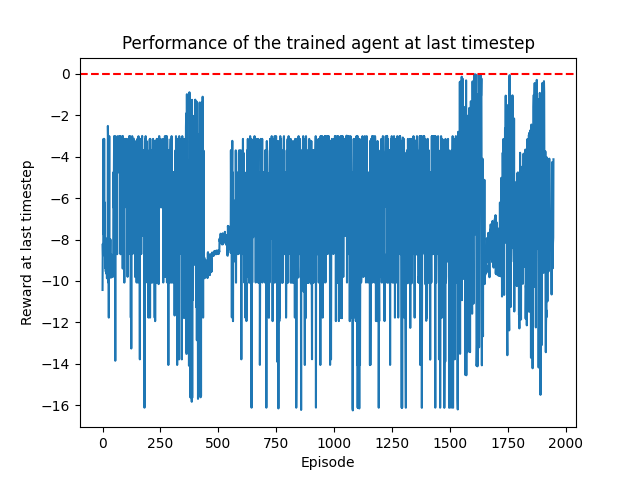 Performance of the trained agent at last timestep
Reward at last timestep
0
−2
−4
−6
−8
−10
−12
−14
−16
0 250 500 750 1000 1250 1500 1750 2000
Episode